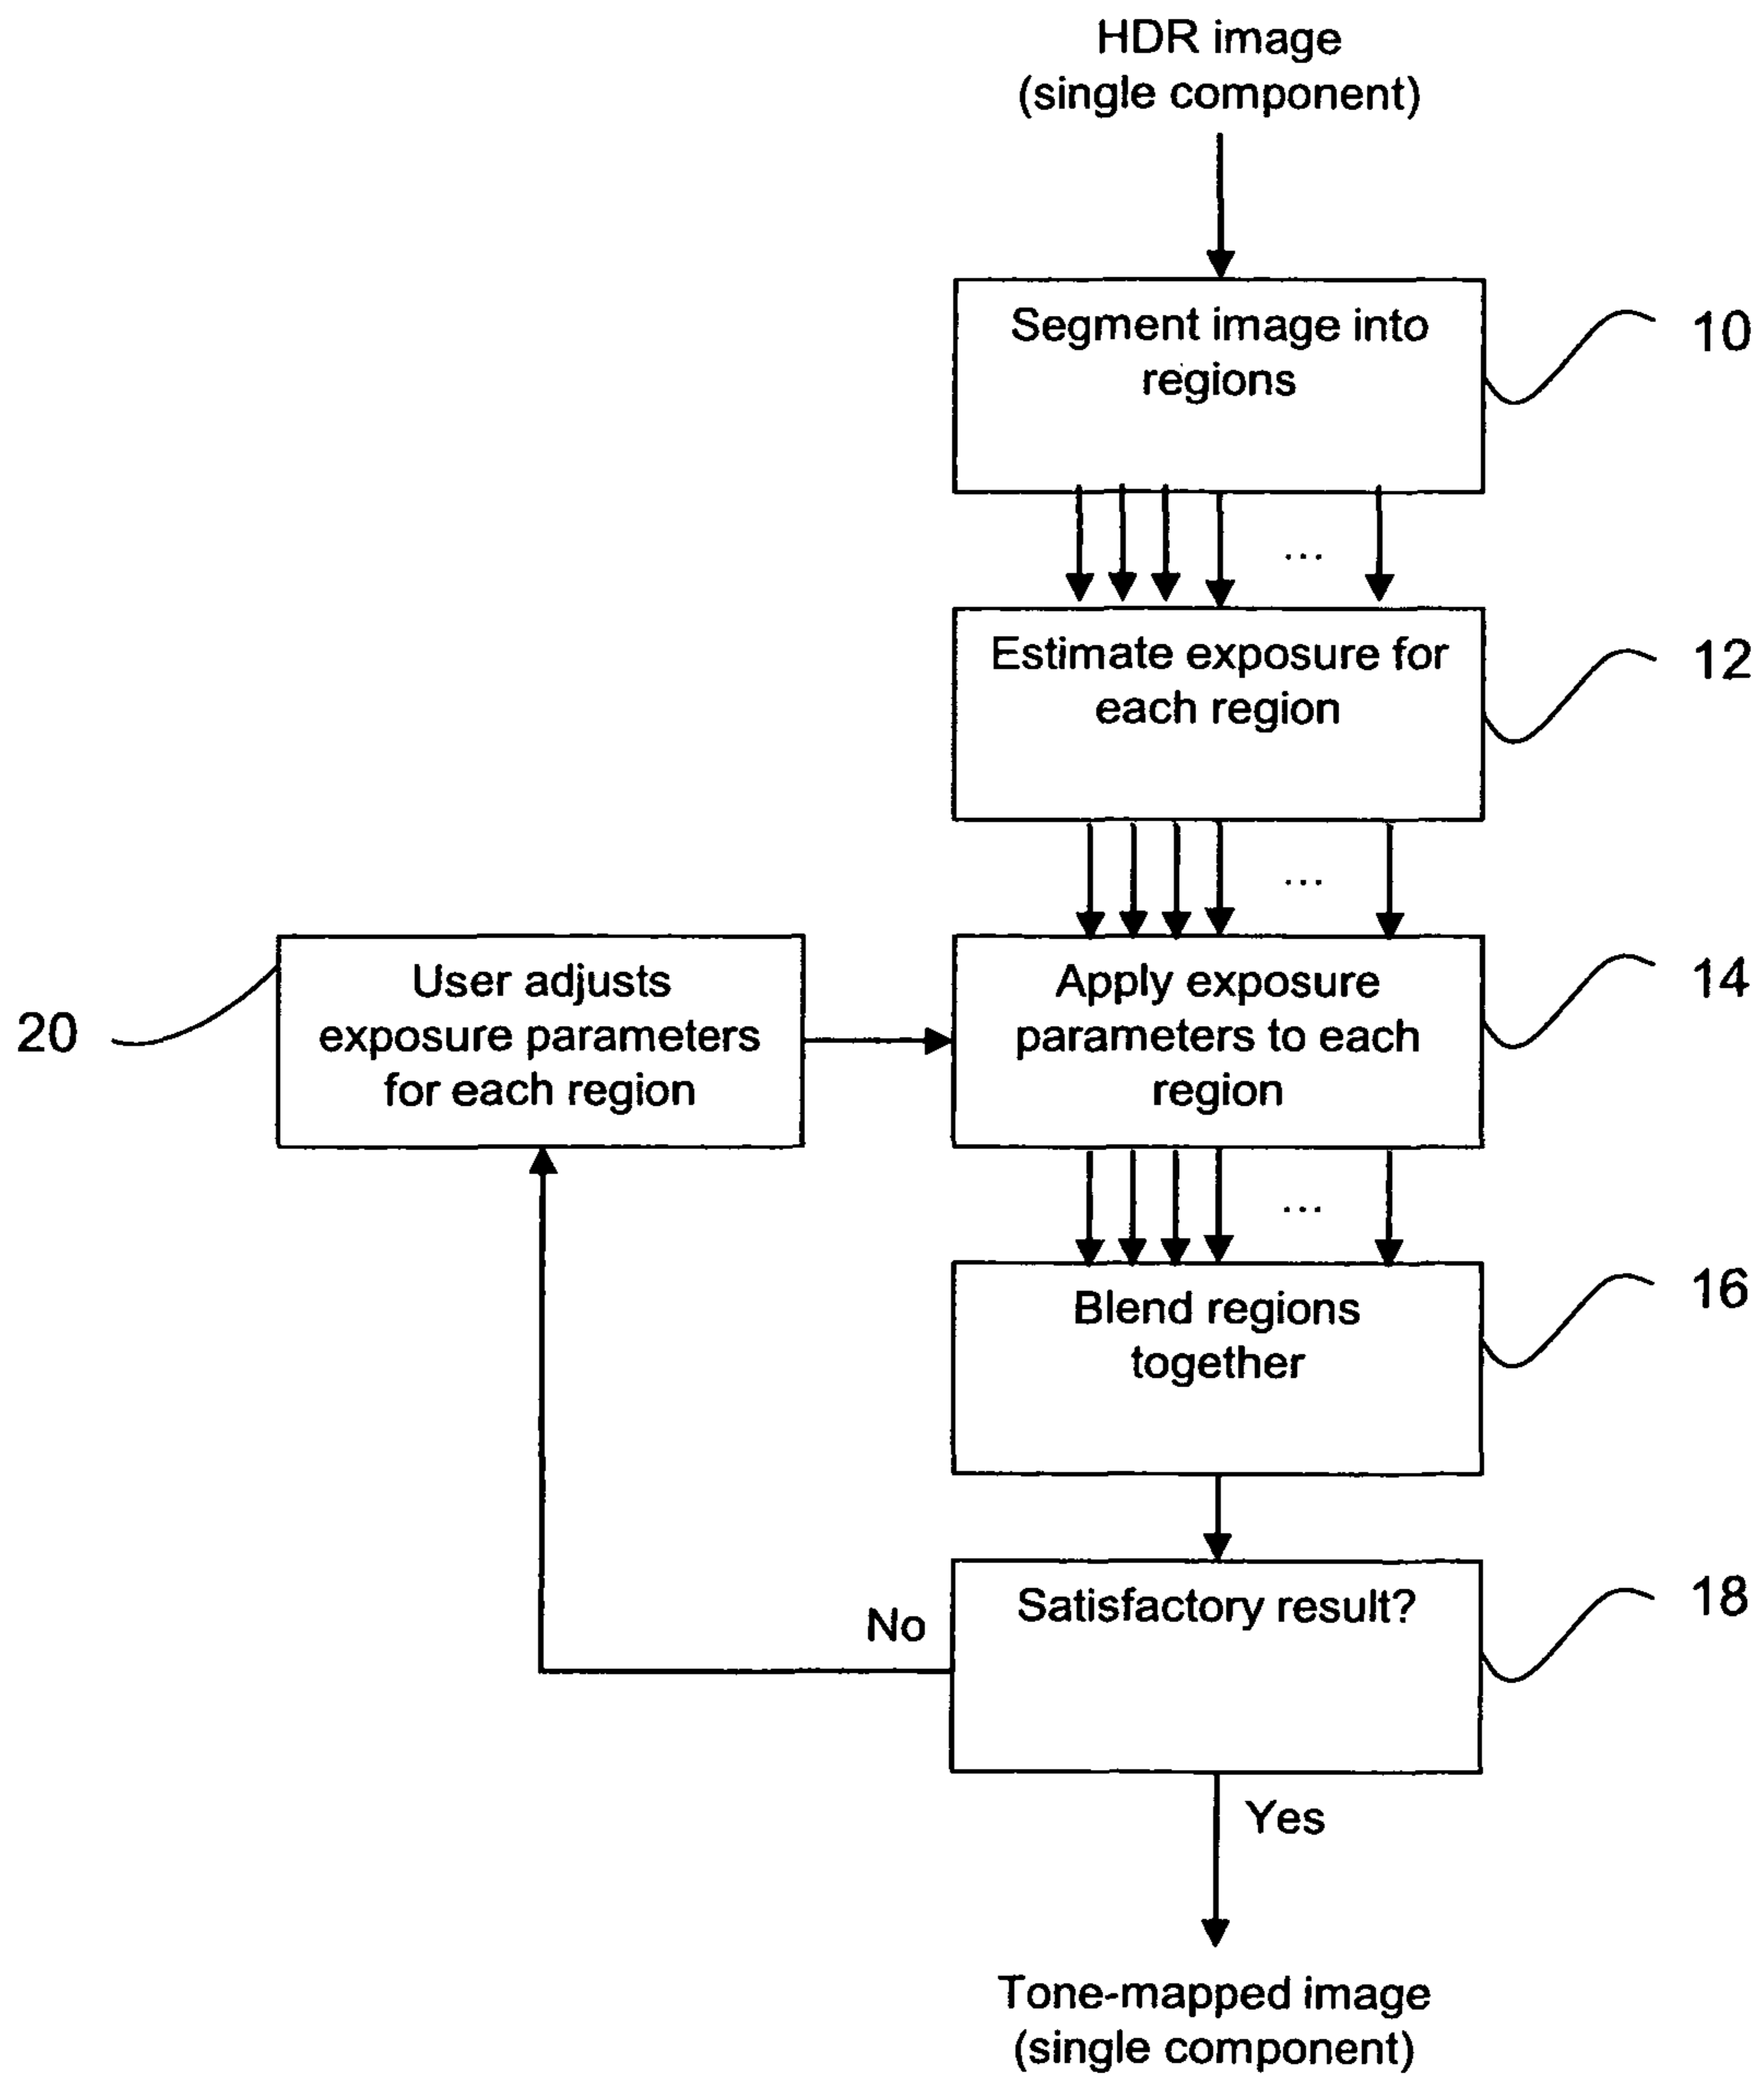 HDR image
(single component)
Segment image into
regions
10
...
Estimate exposure for
each region
12
...
User adjusts
exposure parameters
for each region
20
Apply exposure
parameters to each
region
14
...
Blend regions
together
16
Satisfactory result?
18
No
Yes
Tone-mapped image
(single component)